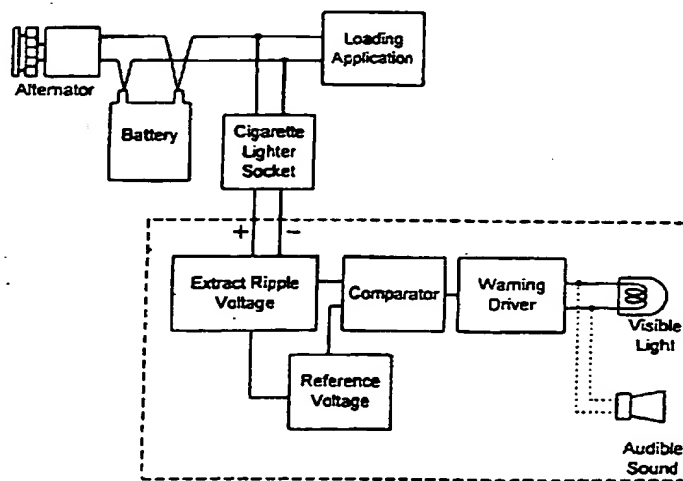 Loading
Application
Alternator
Battery
Cigarette
Lighter
Socket
+ −
Extract Ripple
Voltage
Comparator
Warning
Driver
Visible
Light
Reference
Voltage
Audible
Sound